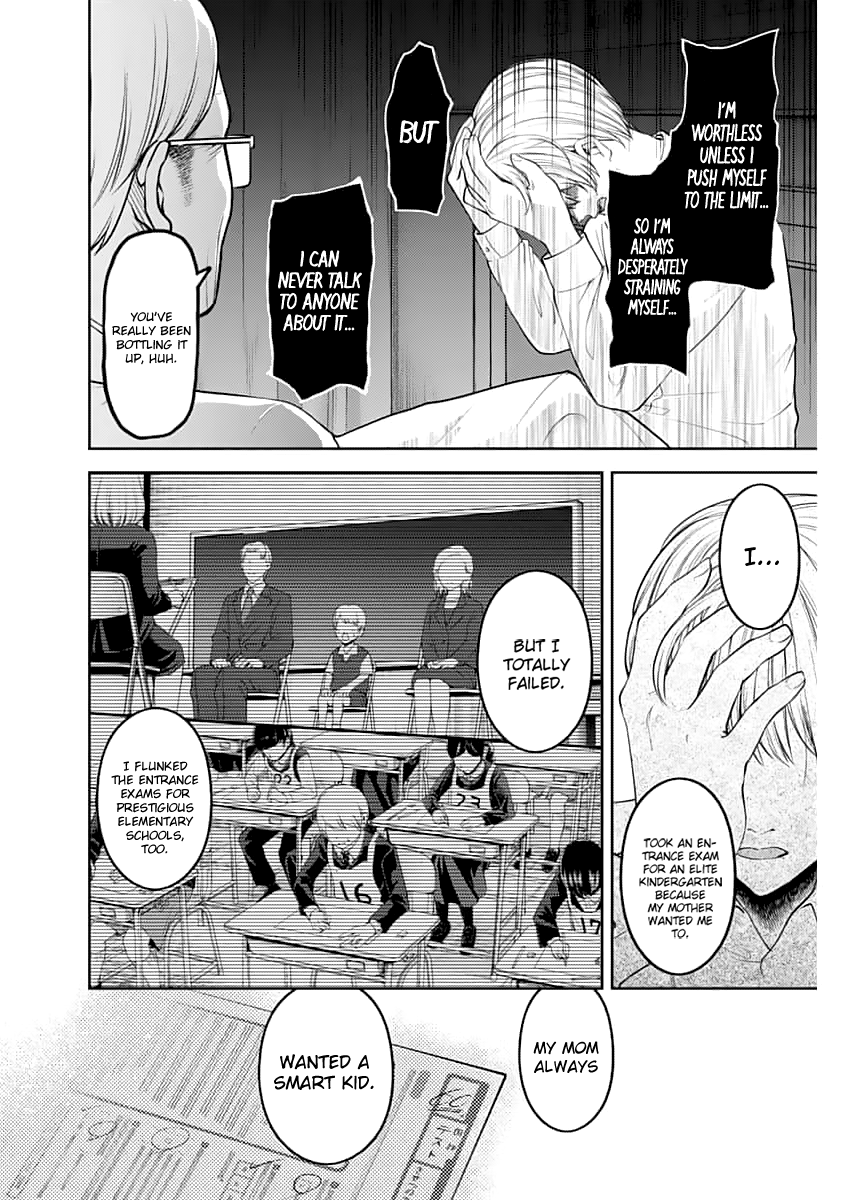 I'M
WORTHLESS
UNLESS I
PUSH MYSELF
TO THE LIMIT...
SO I'M
ALWAYS
DESPERATELY
STRAINING
MYSELF...
BUT
I CAN
NEVER TALK
TO ANYONE
ABOUT IT...
YOU'VE
REALLY BEEN
BOTTLING IT
UP, HUH.
I...
TOOK AN EN-
TRANCE EXAM
FOR AN ELITE
KINDERGARTEN
BECAUSE
MY MOTHER
WANTED ME
TO.
BUT I
TOTALLY
FAILED.
I FLUNKED
THE ENTRANCE
EXAMS FOR
PRESTIGIOUS
ELEMENTARY
SCHOOLS,
TOO.
23
16
17
MY MOM
ALWAYS
WANTED A
SMART KID.
テスト